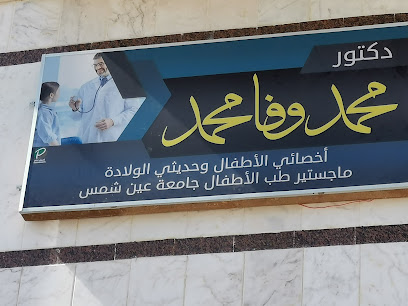 دكتور
محمد وفا محمد
أخصائي الأطفال وحديثي الولادة
ماجستير طب الأطفال جامعة عين شمس